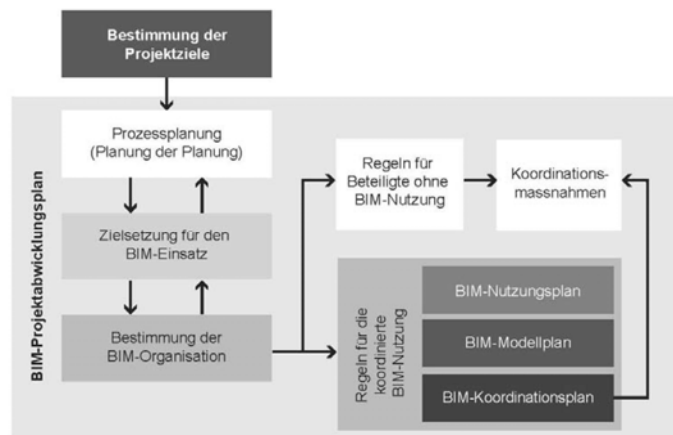 Bestimmung der
Projektziele
BIM-Projektabwicklungsplan
Prozessplanung
(Planung der Planung)
Zielsetzung für den
BIM-Einsatz
Bestimmung der
BIM-Organisation
Regeln für
Beteiligte ohne
BIM-Nutzung
Koordinations-
massnahmen
Regeln für die
koordinierte
BIM-Nutzung
BIM-Nutzungsplan
BIM-Modellplan
BIM-Koordinationsplan